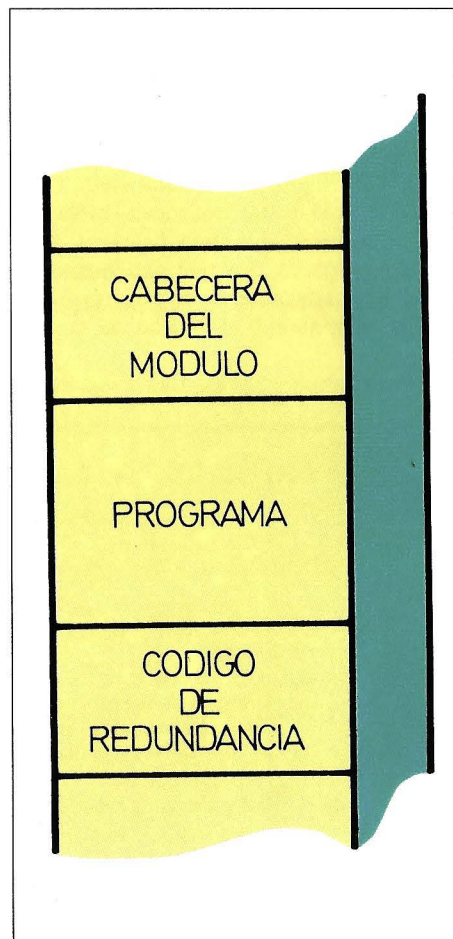 CABECERA
DEL
MODULO
PROGRAMA
CODIGO
DE
REDUNDANCIA